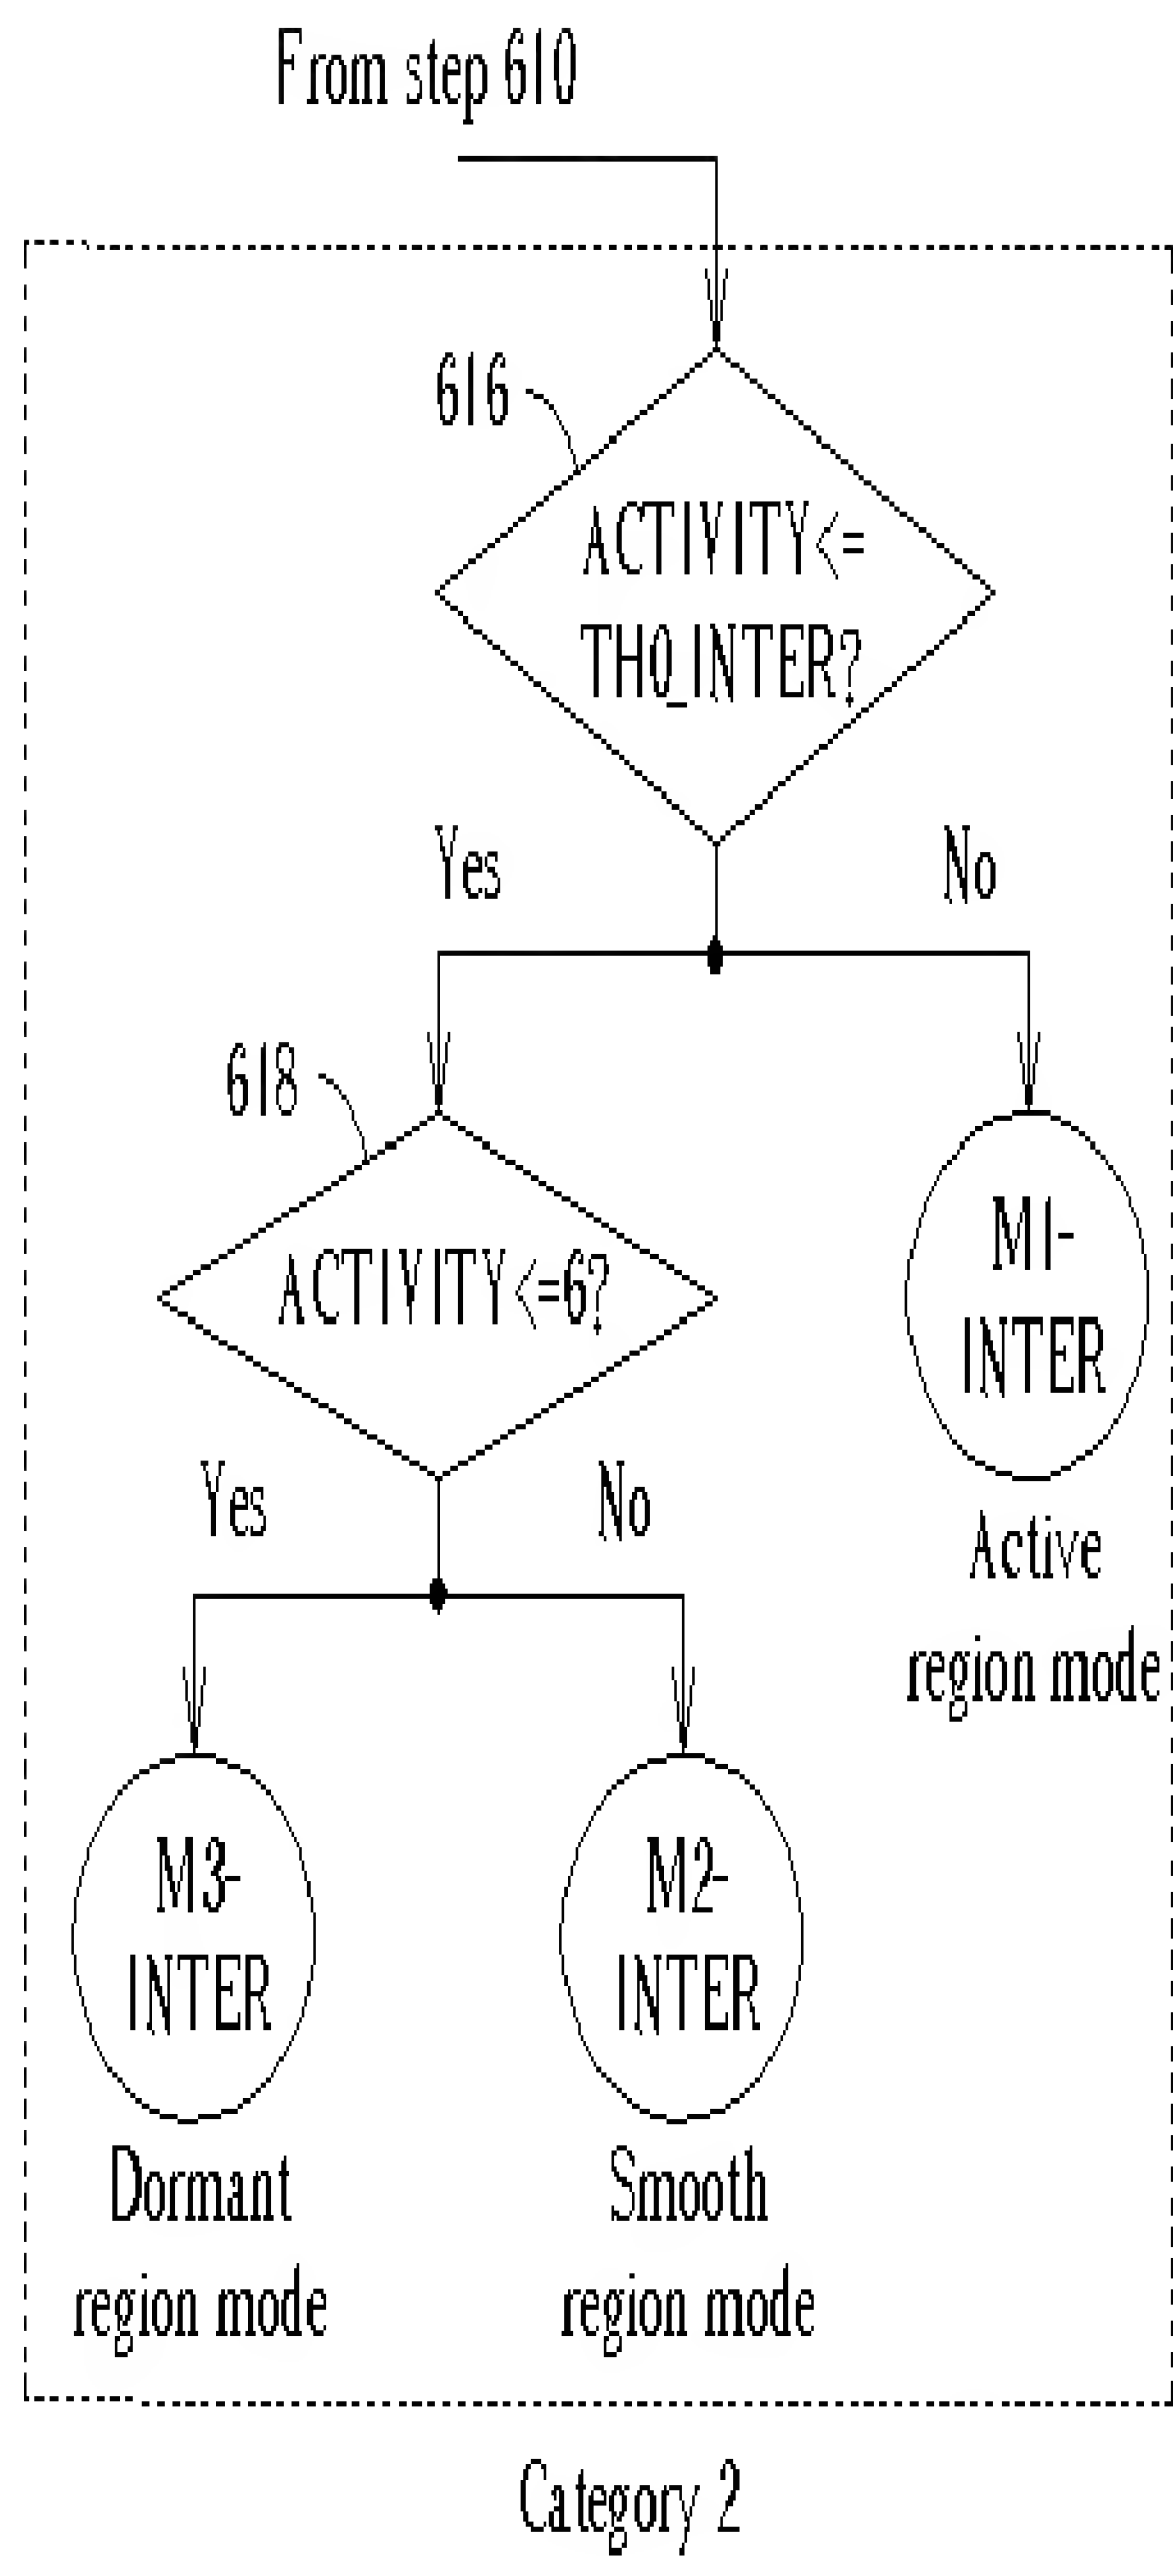 From step 610
616
ACTIVITY<=
TH0_INTER?
Yes
No
618
ACTIVITY<=6?
M1-
INTER
Yes
No
Active
region mode
M3-
INTER
M2-
INTER
Dormant
region mode
Smooth
region mode
Category 2